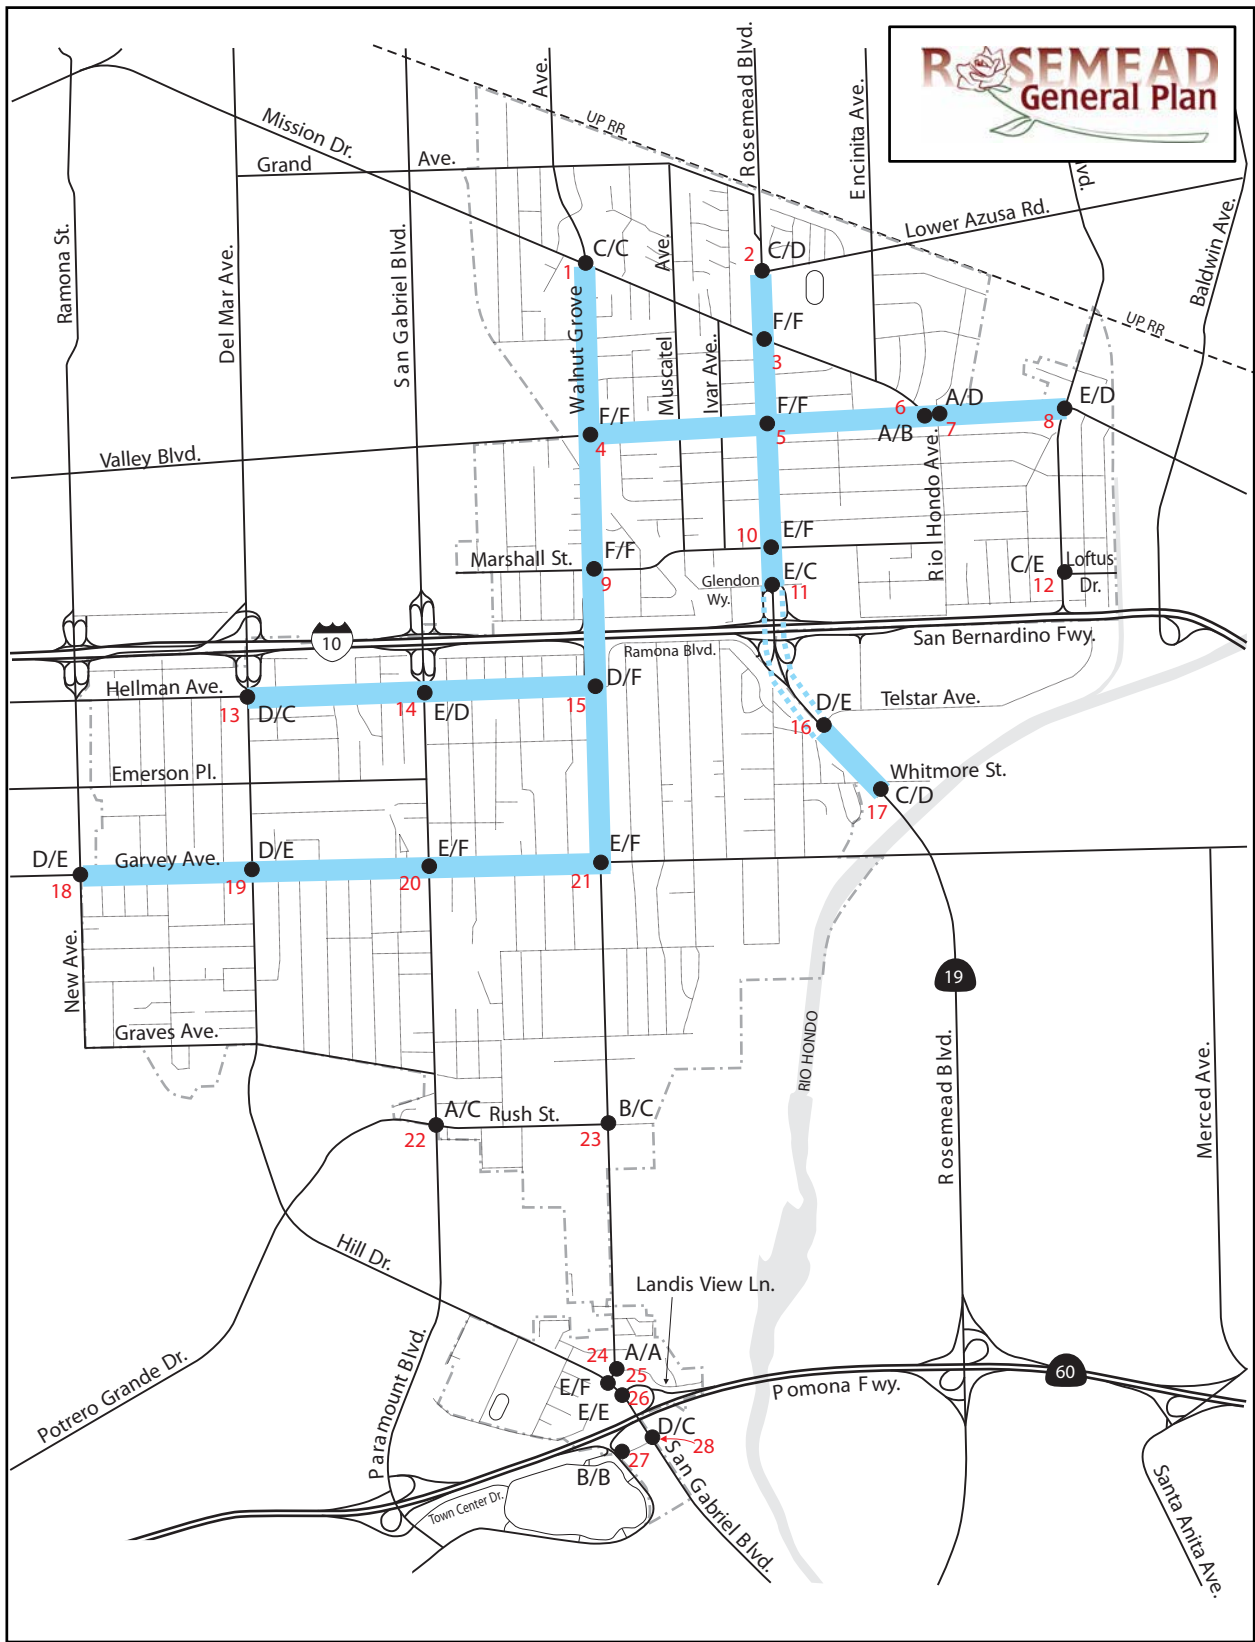 ROSEMEAD
General Plan
Ave.
Rosemead Blvd.
Encinita Ave.
UP RR
Mission Dr.
Grand
Ave.
Lower Azusa Rd.
lvd.
Baldwin Ave.
Ramona St.
Del Mar Ave.
San Gabriel Blvd.
Ave.
1
C/C
2
C/D
Walnut Grove
Muscatel
Ivar Ave..
F/F
3
UP RR
F/F
4
F/F
5
6
A/B
A/D
7
8
E/D
Valley Blvd.
Rio Hondo Ave.
10
E/F
Marshall St.
F/F
9
Glendon
Wy.
E/C
11
C/E
12
Loftus
Dr.
10
San Bernardino Fwy.
Ramona Blvd.
Hellman Ave.
13
D/C
14
E/D
15
D/F
D/E
16
Telstar Ave.
Emerson Pl.
Whitmore St.
C/D
17
D/E
18
Garvey Ave.
D/E
19
E/F
20
E/F
21
New Ave.
19
Graves Ave.
RIO HONDO
Rosemead Blvd.
Merced Ave.
A/C
22
Rush St.
B/C
23
Hill Dr.
Landis View Ln.
Paramount Blvd.
Potrero Grande Dr.
24
A/A
25
E/F
26
E/E
60
Pomona Fwy.
D/C
28
27
B/B
San Gabriel Blvd.
Town Center Dr.
Santa Anita Ave.